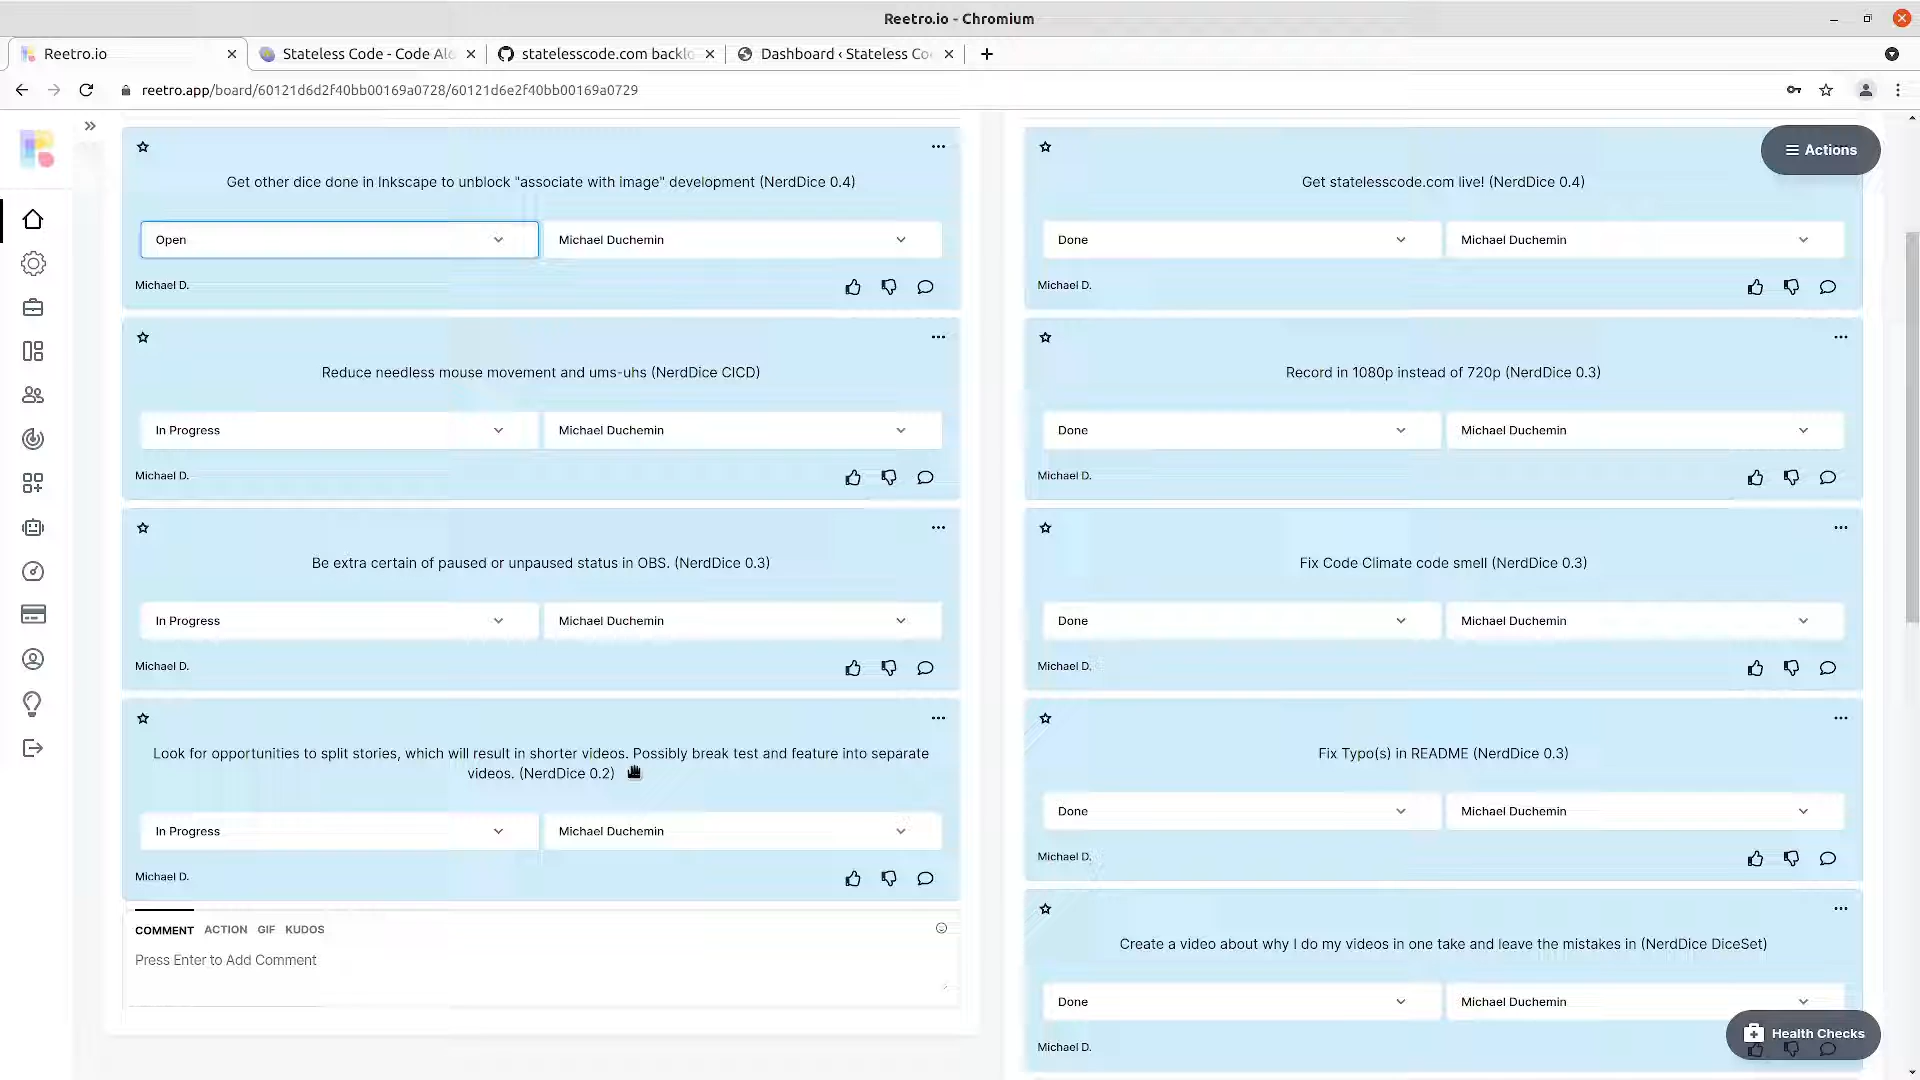 Reetro.io - Chromium
Reetro.io
Stateless Code - Code Alo
statelesscode.com backlo
Dashboard ‹ Stateless Co
reetro.app/board/60121d6d2f40bb00169a0728/60121d6e2f40bb00169a0729
Actions
Get other dice done in Inkscape to unblock "associate with image" development (NerdDice 0.4)
Open
Michael Duchemin
Michael D.
Reduce needless mouse movement and ums-uhs (NerdDice CICD)
In Progress
Michael Duchemin
Michael D.
Be extra certain of paused or unpaused status in OBS. (NerdDice 0.3)
In Progress
Michael Duchemin
Michael D.
Look for opportunities to split stories, which will result in shorter videos. Possibly break test and feature into separate
videos. (NerdDice 0.2)
In Progress
Michael Duchemin
Michael D.
COMMENT ACTION GIF KUDOS
Press Enter to Add Comment
Get statelesscode.com live! (NerdDice 0.4)
Done
Michael Duchemin
Michael D.
Record in 1080p instead of 720p (NerdDice 0.3)
Done
Michael Duchemin
Michael D.
Fix Code Climate code smell (NerdDice 0.3)
Done
Michael Duchemin
Michael D.
Fix Typo(s) in README (NerdDice 0.3)
Done
Michael Duchemin
Michael D.
Create a video about why I do my videos in one take and leave the mistakes in (NerdDice DiceSet)
Done
Michael Duchemin
Michael D.
Health Checks